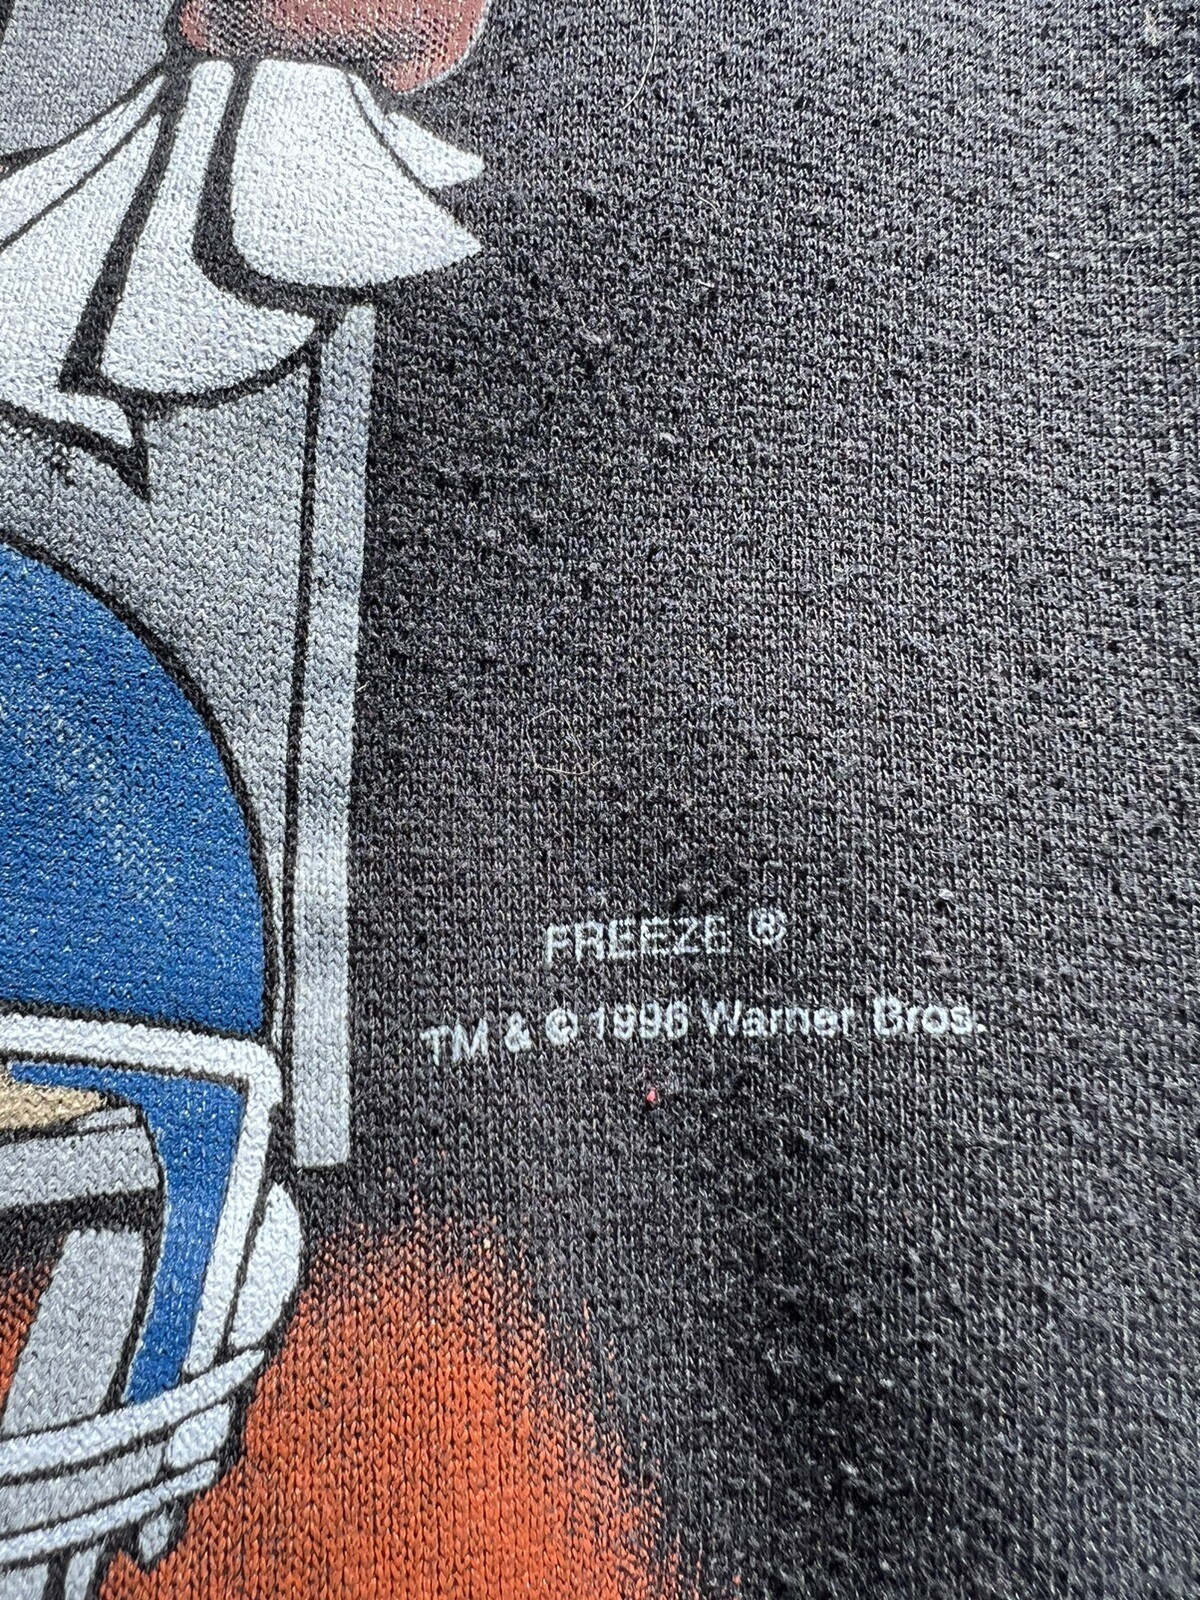 FREEZE ®
TM & © 1996 Warner Bros.